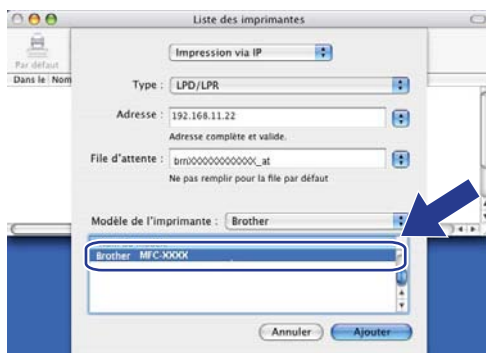 Liste des imprimantes
Impression via IP
Par défaut
Dans le Nom
Type : LPD/LPR
Adresse : 192.168.11.22
Adresse complète et valide.
File d'attente : brnXXXXXXXXXXXX_at
Ne pas remplir pour la file par défaut
Modèle de l'imprimante : Brother
Brother MFC-XXXX
Annuler
Ajouter